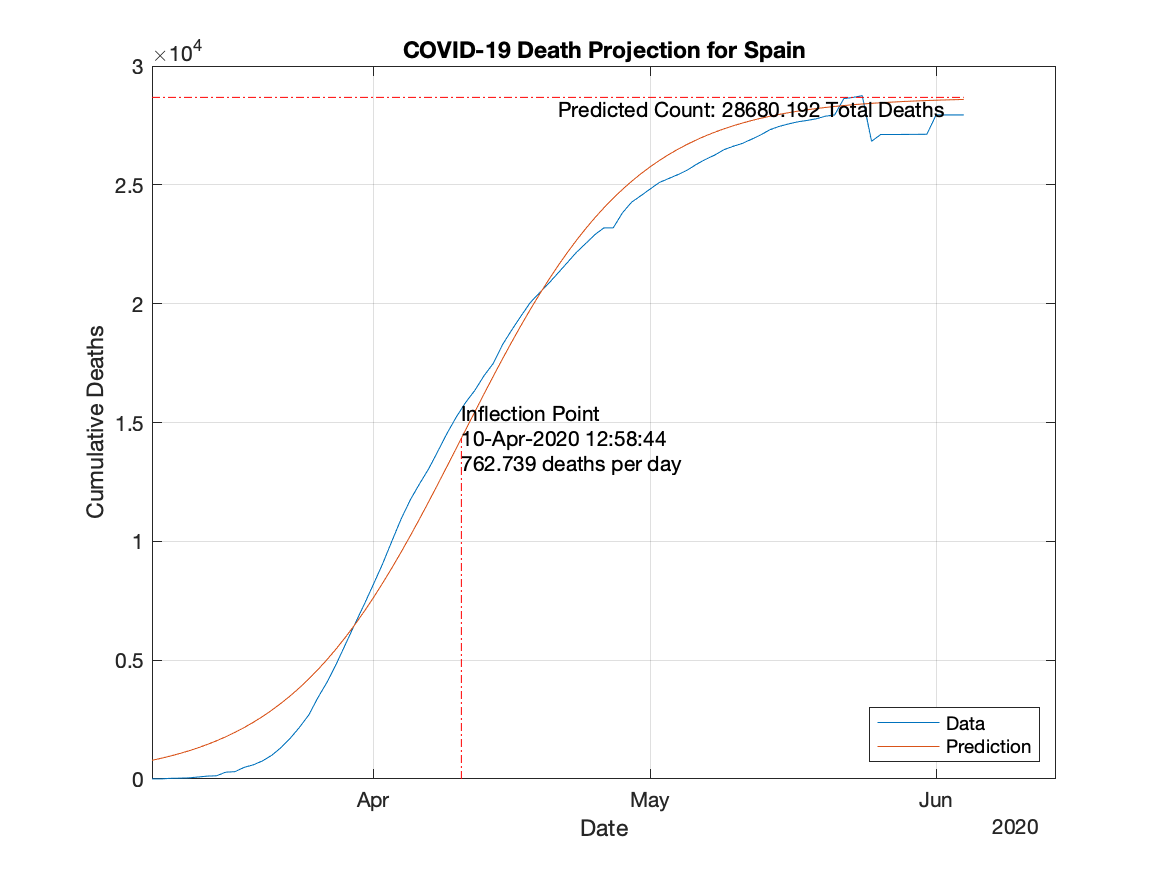 COVID-19 Death Projection for Spain
×10⁴
3
Predicted Count: 28680.192 Total Deaths
2.5
2
1.5
Inflection Point
10-Apr-2020 12:58:44
762.739 deaths per day
1
0.5
0
Cumulative Deaths
Data
Prediction
Apr
May
Jun
Date
2020